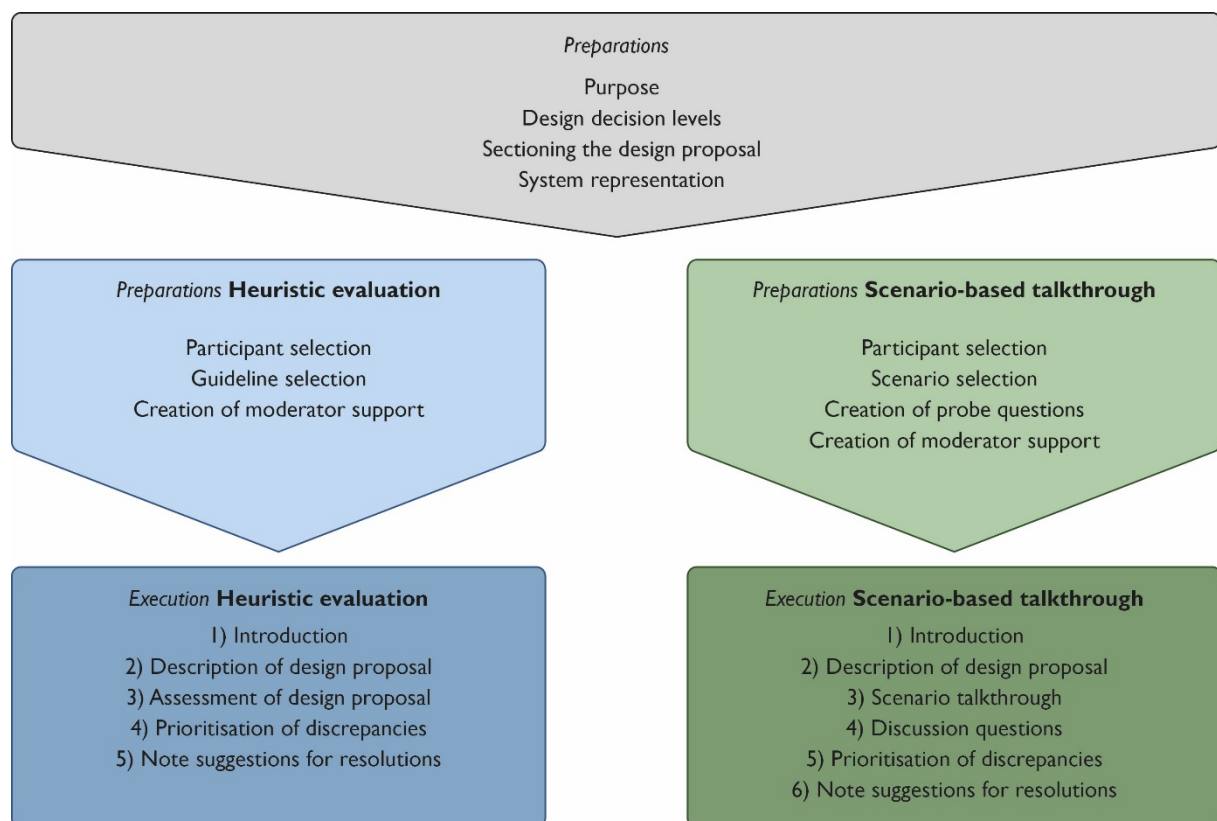 Preparations
Purpose
Design decision levels
Sectioning the design proposal
System representation
Preparations Heuristic evaluation
Participant selection
Guideline selection
Creation of moderator support
Preparations Scenario-based talkthrough
Participant selection
Scenario selection
Creation of probe questions
Creation of moderator support
Execution Heuristic evaluation
1) Introduction
2) Description of design proposal
3) Assessment of design proposal
4) Prioritisation of discrepancies
5) Note suggestions for resolutions
Execution Scenario-based talkthrough
1) Introduction
2) Description of design proposal
3) Scenario talkthrough
4) Discussion questions
5) Prioritisation of discrepancies
6) Note suggestions for resolutions